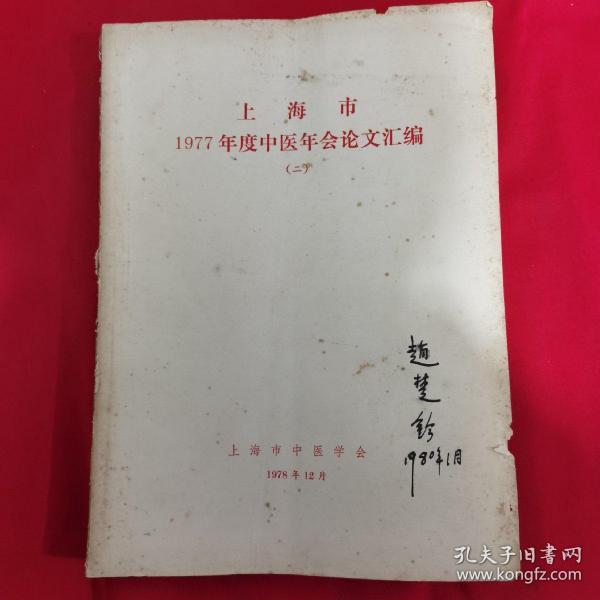 上海市
1977年度中医年会论文汇编
(二)
趙楚
1980年1月
上海市中医学会
1978年12月
孔夫子旧书网
www.kongfz.com